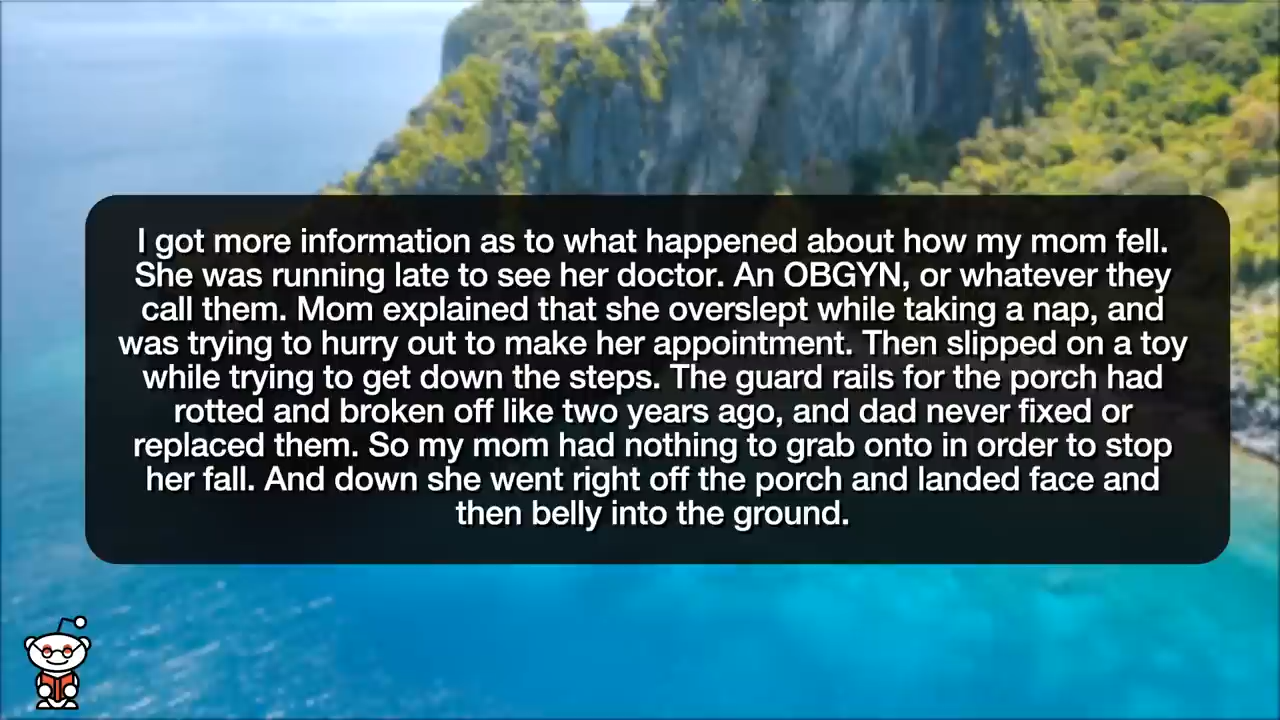 I got more information as to what happened about how my mom fell.
She was running late to see her doctor. An OBGYN, or whatever they
call them. Mom explained that she overslept while taking a nap, and
was trying to hurry out to make her appointment. Then slipped on a toy
while trying to get down the steps. The guard rails for the porch had
rotted and broken off like two years ago, and dad never fixed or
replaced them. So my mom had nothing to grab onto in order to stop
her fall. And down she went right off the porch and landed face and
then belly into the ground.